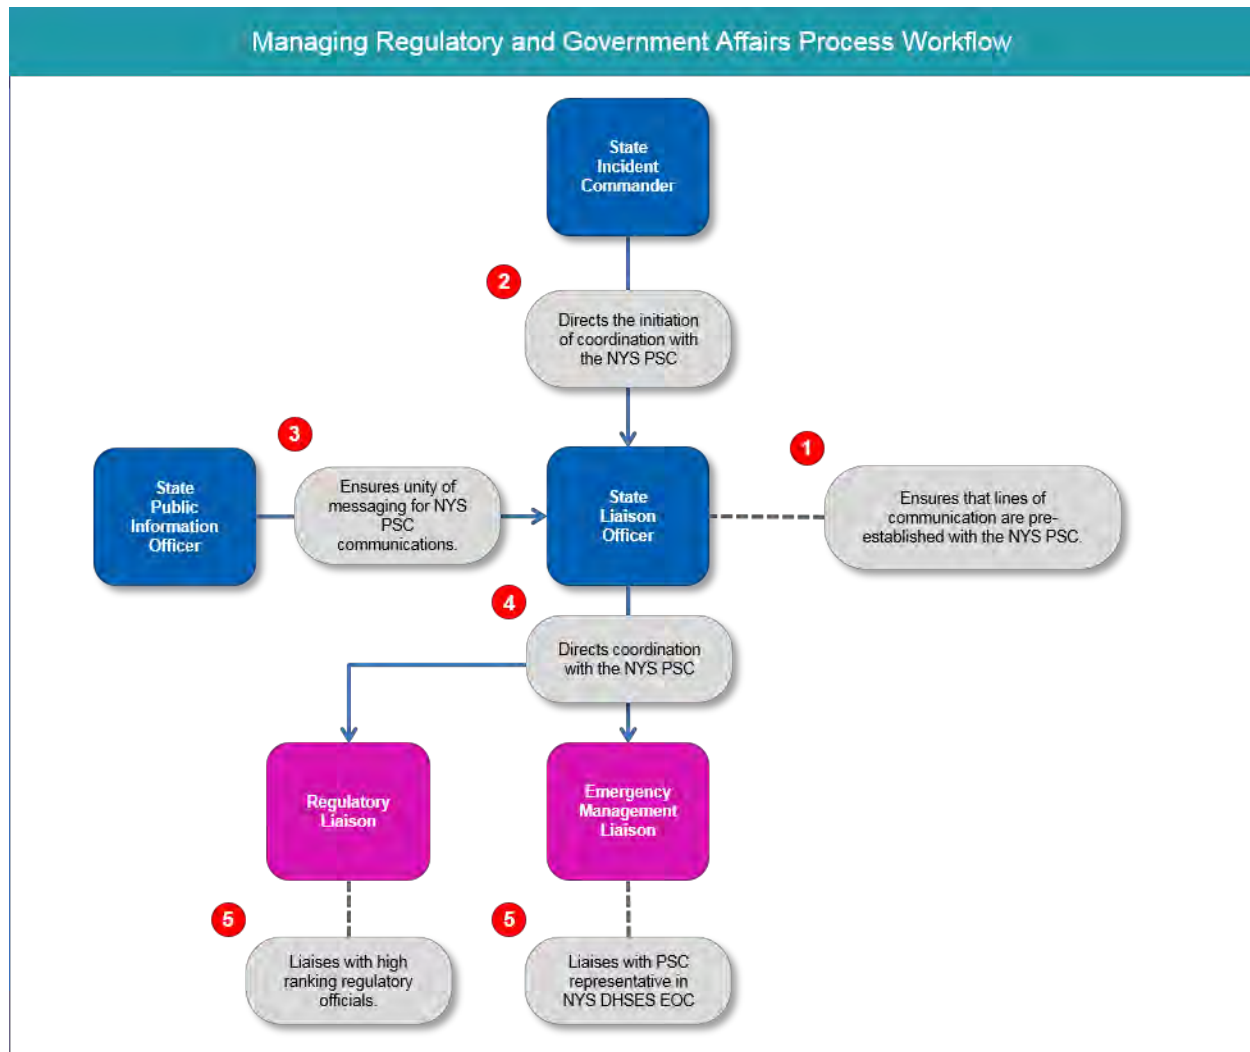 Managing Regulatory and Government Affairs Process Workflow
State
Incident
Commander
2
Directs the initiation
of coordination with
the NYS PSC
3
1
State
Public
Information
Officer
Ensures unity of
messaging for NYS
PSC
communications.
State
Liaison
Officer
Ensures that lines of
communication are pre-
established with the NYS PSC.
4
Directs coordination
with the NYS PSC
Regulatory
Liaison
Emergency
Management
Liaison
5
Liaises with high
ranking regulatory
officials.
5
Liaises with PSC
representative in
NYS DHSES EOC